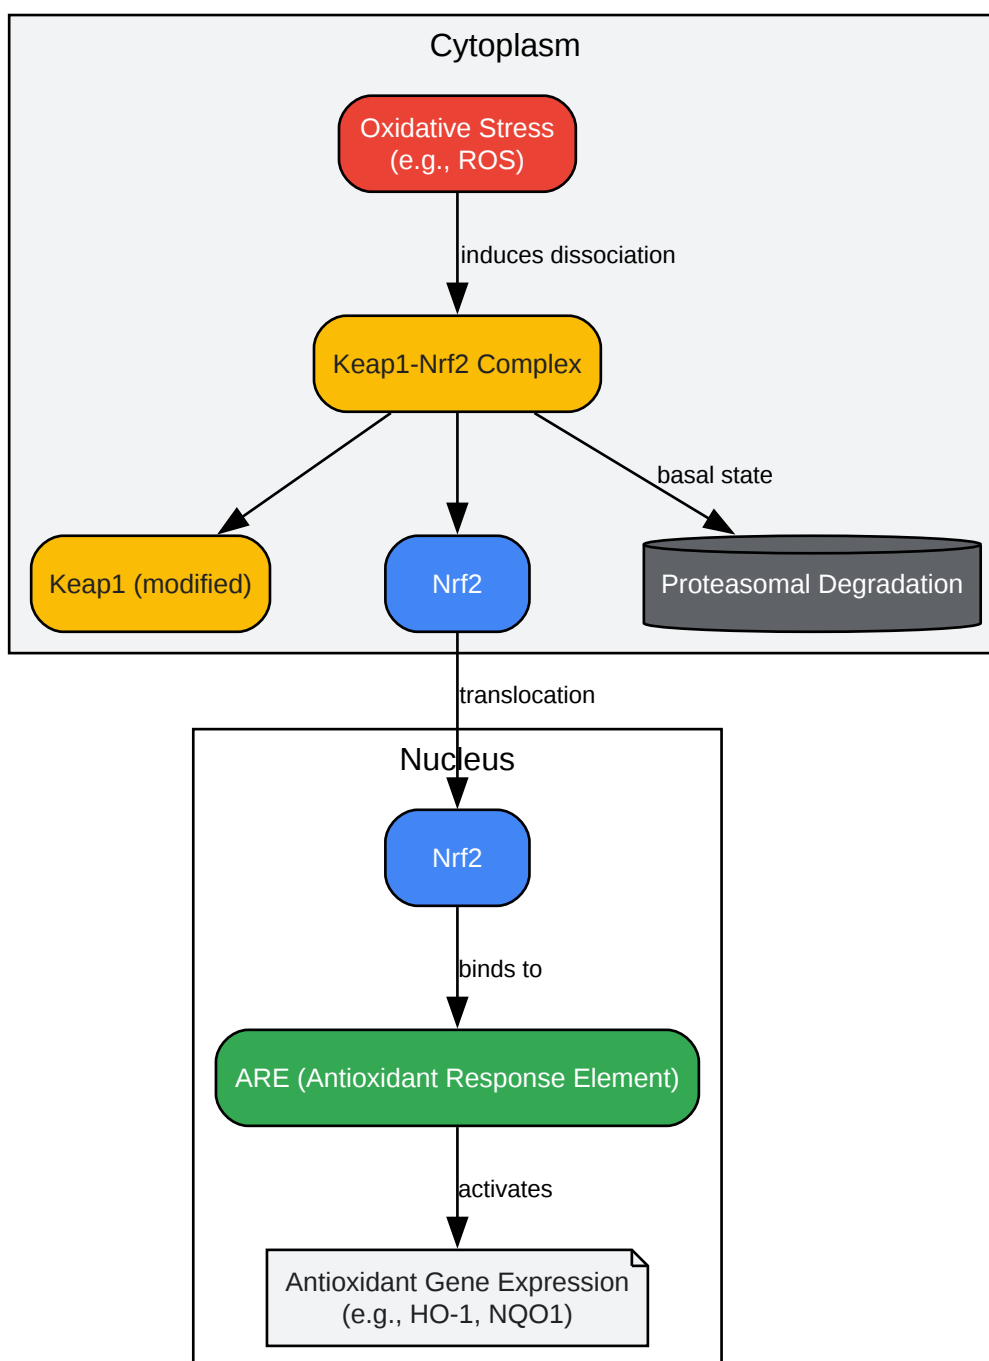 Cytoplasm
Oxidative Stress
(e.g., ROS)
induces dissociation
Keap1-Nrf2 Complex
basal state
Keap1 (modified)
Nrf2
Proteasomal Degradation
translocation
Nucleus
Nrf2
binds to
ARE (Antioxidant Response Element)
activates
Antioxidant Gene Expression
(e.g., HO-1, NQO1)